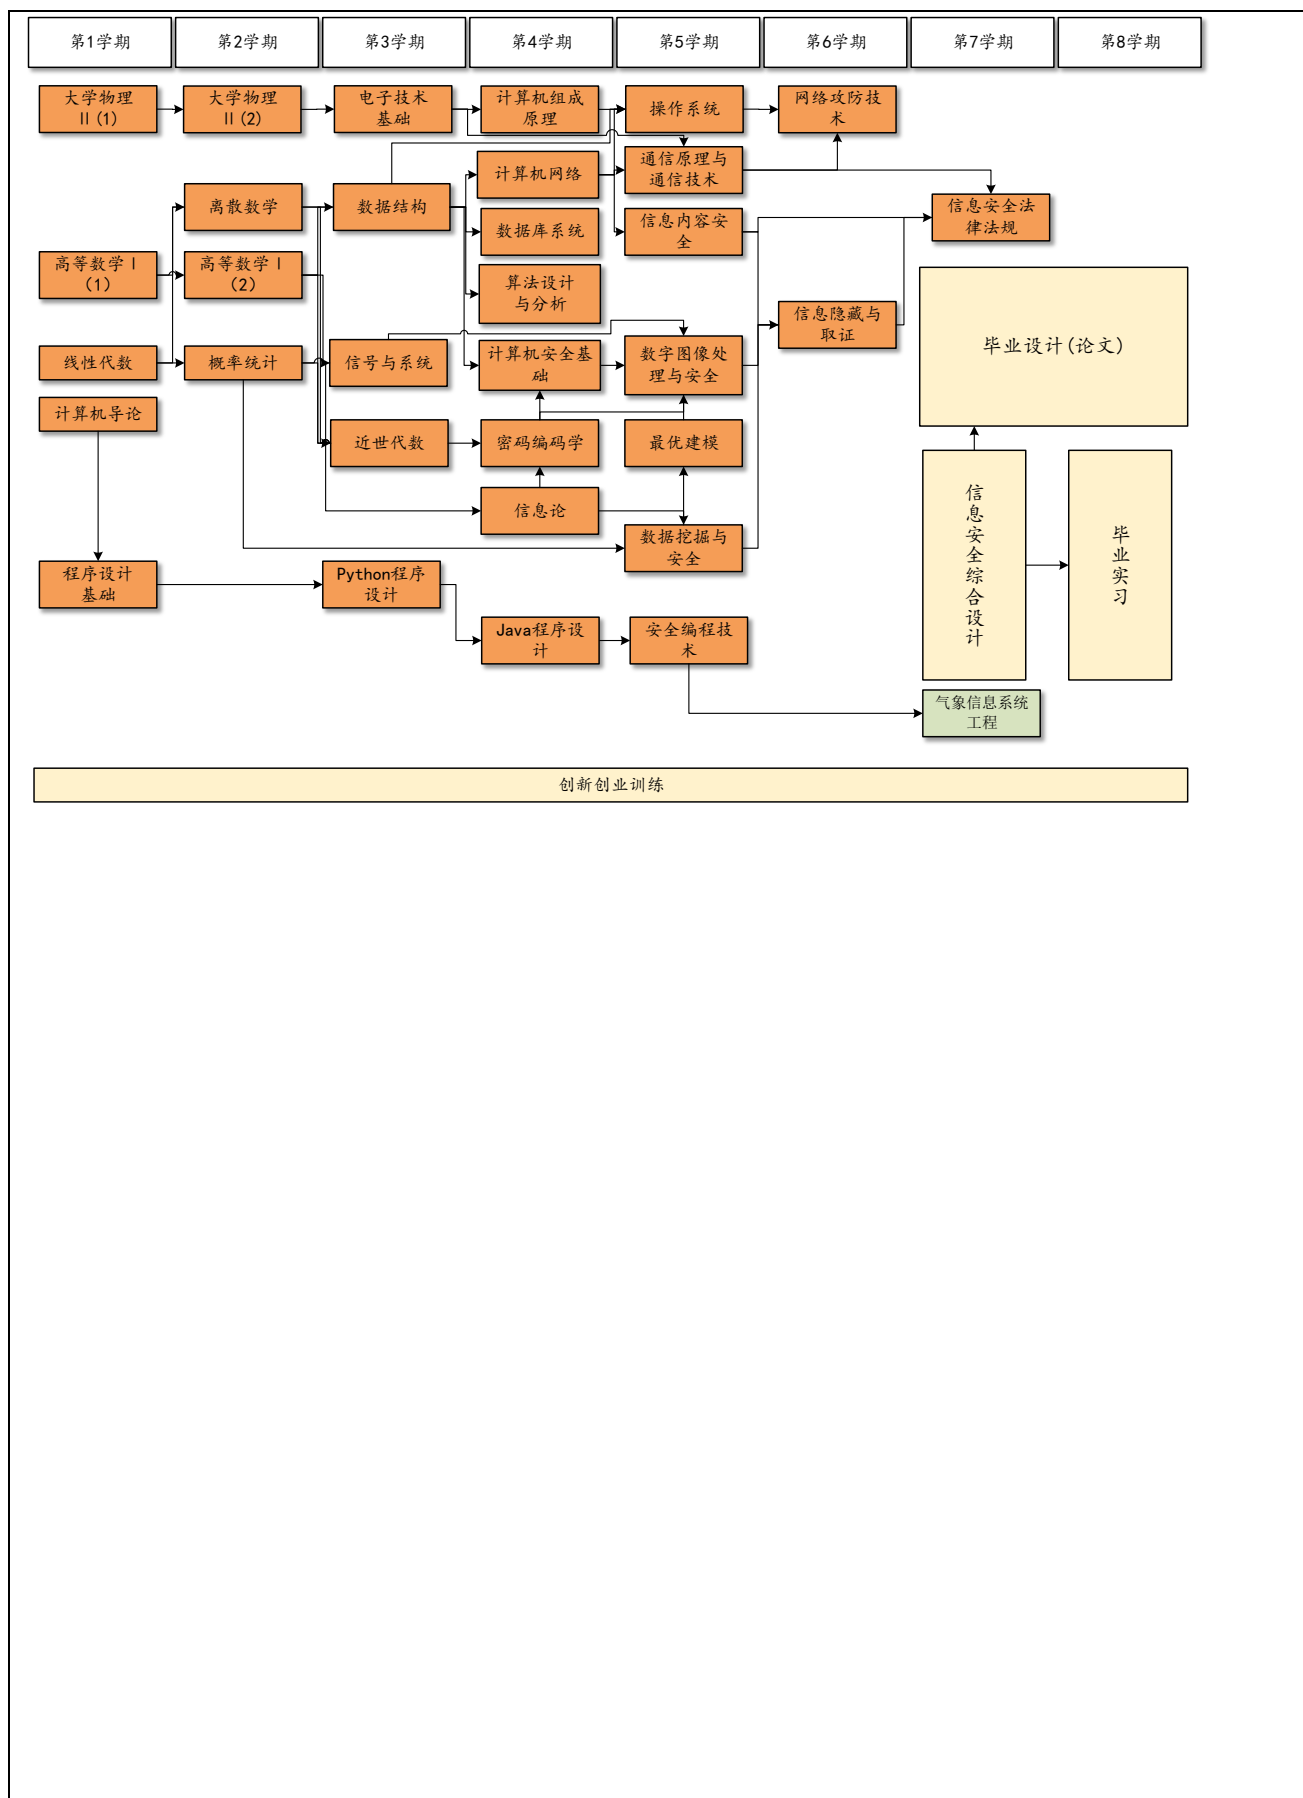 第1学期
第2学期
第3学期
第4学期
第5学期
第6学期
第7学期
第8学期
大学物理
II(1)
大学物理
II(2)
电子技术
基础
计算机组成
原理
操作系统
网络攻防技
术
计算机网络
通信原理与
通信技术
离散数学
数据结构
数据库系统
信息内容安
全
信息安全法
律法规
高等数学Ⅰ
(1)
高等数学Ⅰ
(2)
算法设计
与分析
信息隐藏与
取证
毕业设计(论文)
线性代数
概率统计
信号与系统
计算机安全基
础
数字图像处
理与安全
计算机导论
近世代数
密码编码学
最优建模
信息论
数据挖掘与
安全
信
息
安
全
综
合
设
计
毕
业
实
习
程序设计
基础
Python程序
设计
Java程序设
计
安全编程技
术
气象信息系统
工程
创新创业训练